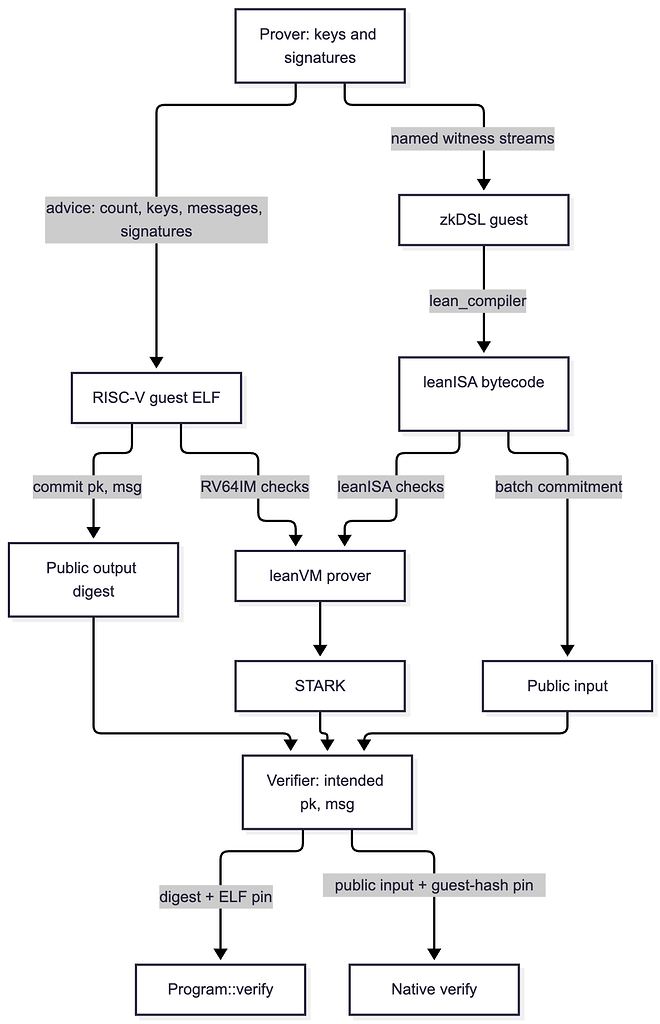 Prover: keys and
signatures
named witness streams
advice: count, keys, messages,
signatures
zkDSL guest
lean_compiler
RISC-V guest ELF
leanISA bytecode
commit pk, msg
RV64IM checks
leanISA checks
batch commitment
Public output
digest
leanVM prover
STARK
Public input
Verifier: intended
pk, msg
digest + ELF pin
public input + guest-hash pin
Program::verify
Native verify